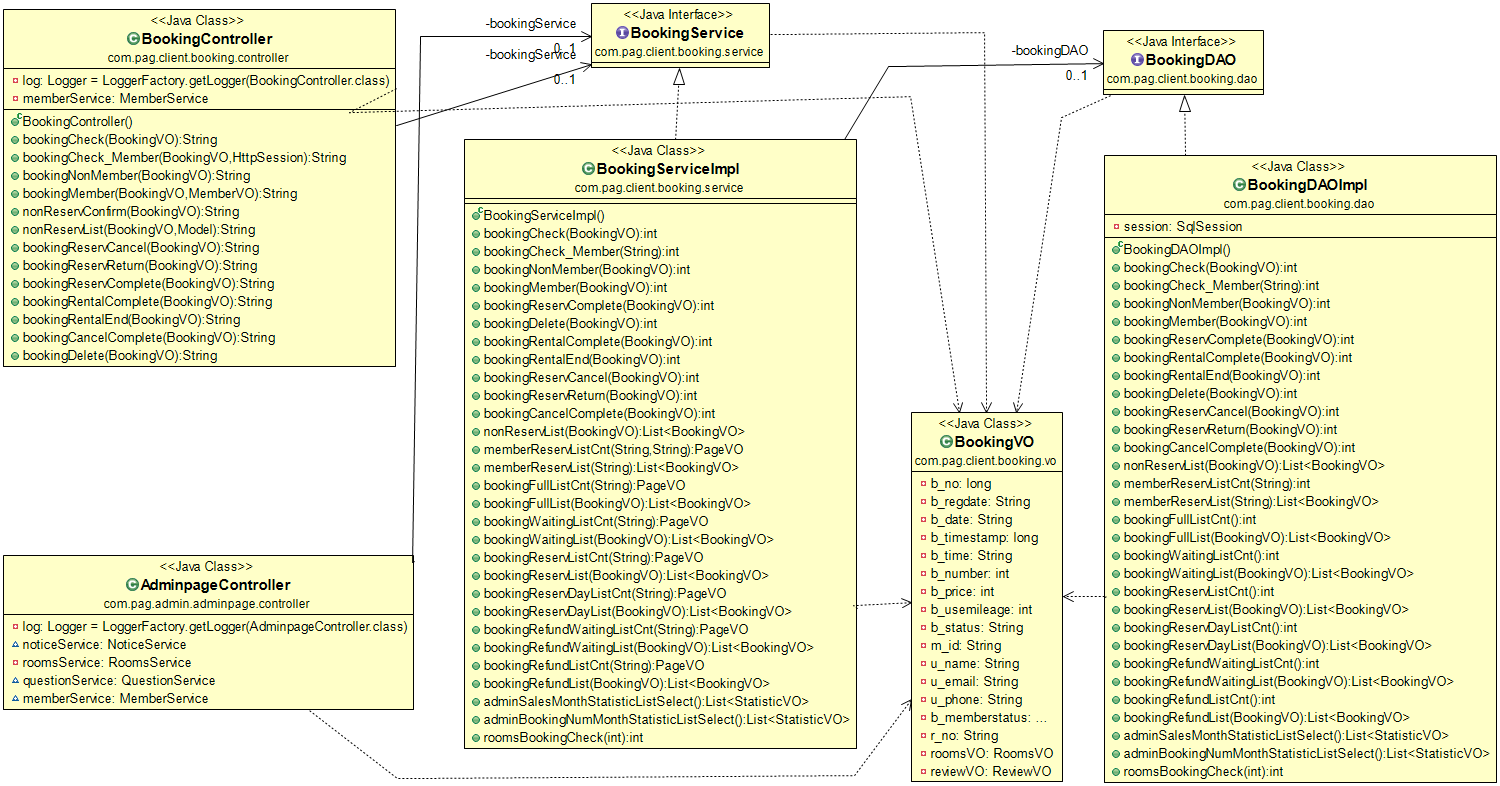 <<Java Class>>
BookingController
com.pag.client.booking.controller
log: Logger = LoggerFactory.getLogger(BookingController.class)
memberService: MemberService
BookingController()
bookingCheck(BookingVO):String
bookingCheck_Member(BookingVO,HttpSession):String
bookingNonMember(BookingVO):String
bookingMember(BookingVO,MemberVO):String
nonReservConfirm(BookingVO):String
nonReservList(BookingVO,Model):String
bookingReservCancel(BookingVO):String
bookingReservReturn(BookingVO):String
bookingReservComplete(BookingVO):String
bookingRentalComplete(BookingVO):String
bookingRentalEnd(BookingVO):String
bookingCancelComplete(BookingVO):String
bookingDelete(BookingVO):String
-bookingService
0..1
-bookingService
0..1
<<Java Interface>>
BookingService
com.pag.client.booking.service
-bookingDAO
0..1
<<Java Interface>>
BookingDAO
com.pag.client.booking.dao
<<Java Class>>
BookingServiceImpl
com.pag.client.booking.service
BookingServiceImpl()
bookingCheck(BookingVO):int
bookingCheck_Member(String):int
bookingNonMember(BookingVO):int
bookingMember(BookingVO):int
bookingReservComplete(BookingVO):int
bookingDelete(BookingVO):int
bookingRentalComplete(BookingVO):int
bookingRentalEnd(BookingVO):int
bookingReservCancel(BookingVO):int
bookingReservReturn(BookingVO):int
bookingCancelComplete(BookingVO):int
nonReservList(BookingVO):List<BookingVO>
memberReservListCnt(String,String):PageVO
memberReservList(String):List<BookingVO>
bookingFullListCnt(String):PageVO
bookingFullList(BookingVO):List<BookingVO>
bookingWaitingListCnt(String):PageVO
bookingWaitingList(BookingVO):List<BookingVO>
bookingReservListCnt(String):PageVO
bookingReservList(BookingVO):List<BookingVO>
bookingReservDayListCnt(String):PageVO
bookingReservDayList(BookingVO):List<BookingVO>
bookingRefundWaitingListCnt(String):PageVO
bookingRefundWaitingList(BookingVO):List<BookingVO>
bookingRefundListCnt(String):PageVO
bookingRefundList(BookingVO):List<BookingVO>
adminSalesMonthStatisticListSelect():List<StatisticVO>
adminBookingNumMonthStatisticListSelect():List<StatisticVO>
roomsBookingCheck(int):int
<<Java Class>>
BookingDAOImpl
com.pag.client.booking.dao
session: SqlSession
BookingDAOImpl()
bookingCheck(BookingVO):int
bookingCheck_Member(String):int
bookingNonMember(BookingVO):int
bookingMember(BookingVO):int
bookingReservComplete(BookingVO):int
bookingRentalComplete(BookingVO):int
bookingRentalEnd(BookingVO):int
bookingDelete(BookingVO):int
bookingReservCancel(BookingVO):int
bookingReservReturn(BookingVO):int
bookingCancelComplete(BookingVO):int
nonReservList(BookingVO):List<BookingVO>
memberReservListCnt(String):int
memberReservList(String):List<BookingVO>
bookingFullListCnt():int
bookingFullList(BookingVO):List<BookingVO>
bookingWaitingListCnt():int
bookingWaitingList(BookingVO):List<BookingVO>
bookingReservListCnt():int
bookingReservList(BookingVO):List<BookingVO>
bookingReservDayListCnt():int
bookingReservDayList(BookingVO):List<BookingVO>
bookingRefundWaitingListCnt():int
bookingRefundWaitingList(BookingVO):List<BookingVO>
bookingRefundListCnt():int
bookingRefundList(BookingVO):List<BookingVO>
adminSalesMonthStatisticListSelect():List<StatisticVO>
adminBookingNumMonthStatisticListSelect():List<StatisticVO>
roomsBookingCheck(int):int
<<Java Class>>
BookingVO
com.pag.client.booking.vo
b_no: long
b_regdate: String
b_date: String
b_timestamp: long
b_time: String
b_number: int
b_price: int
b_usemileage: int
b_status: String
m_id: String
u_name: String
u_email: String
u_phone: String
b_memberstatus: ...
r_no: String
roomsVO: RoomsVO
reviewVO: ReviewVO
<<Java Class>>
AdminpageController
com.pag.admin.adminpage.controller
log: Logger = LoggerFactory.getLogger(AdminpageController.class)
noticeService: NoticeService
roomsService: RoomsService
questionService: QuestionService
memberService: MemberService